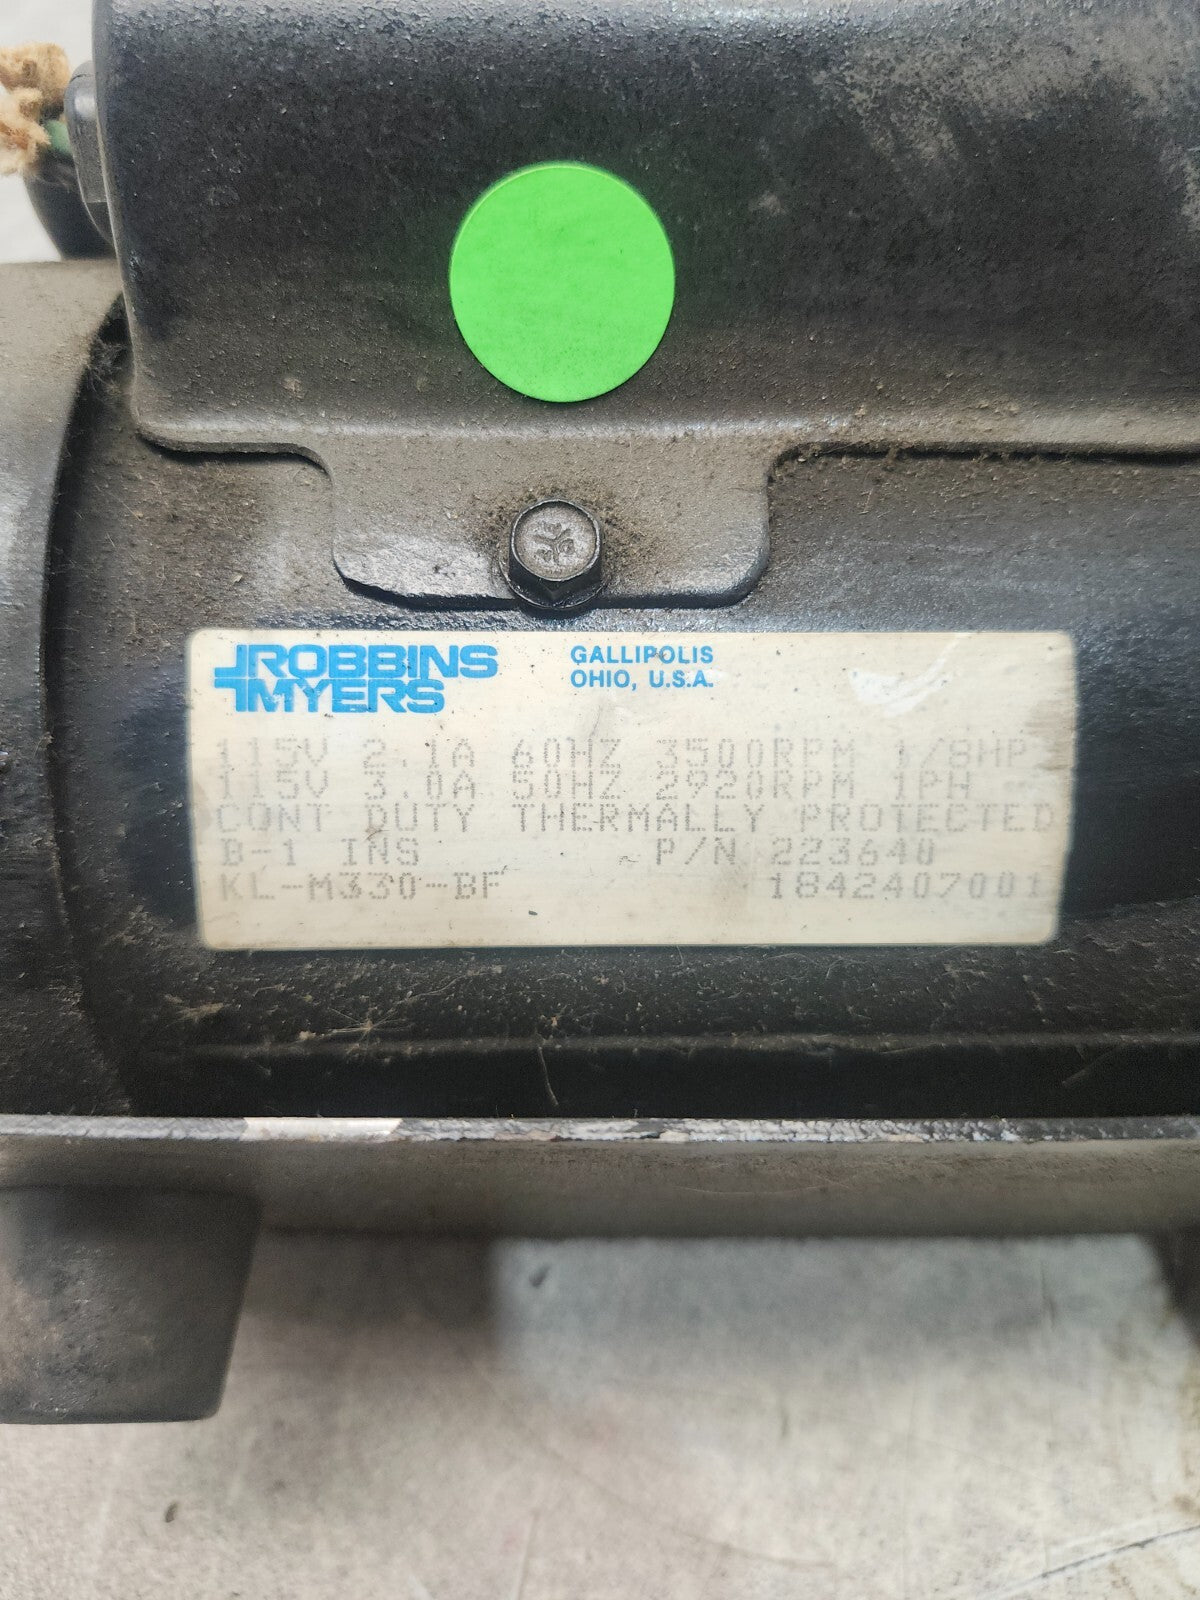 ROBBINS
MYERS
GALLIPOLIS
OHIO, U.S.A.
115V 2.1A 60HZ 3500RPM 1/8HP
115V 3.0A 50HZ 2920RPM 1PH
CONT DUTY THERMALLY PROTECTED
B-1 INS P/N 223640
KL-M330-BF 1842407001